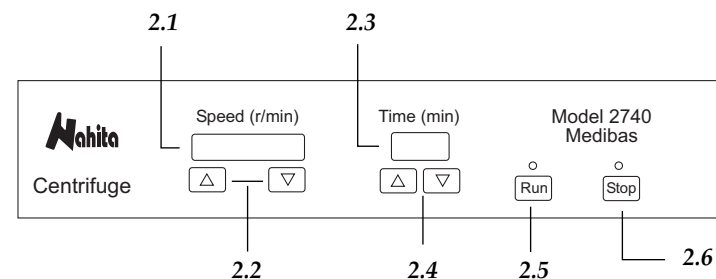 2.1
2.3
Speed (r/min)
Time (min)
Model 2740
Medibas
Nahita
Centrifuge
Run
Stop
2.2
2.4
2.5
2.6